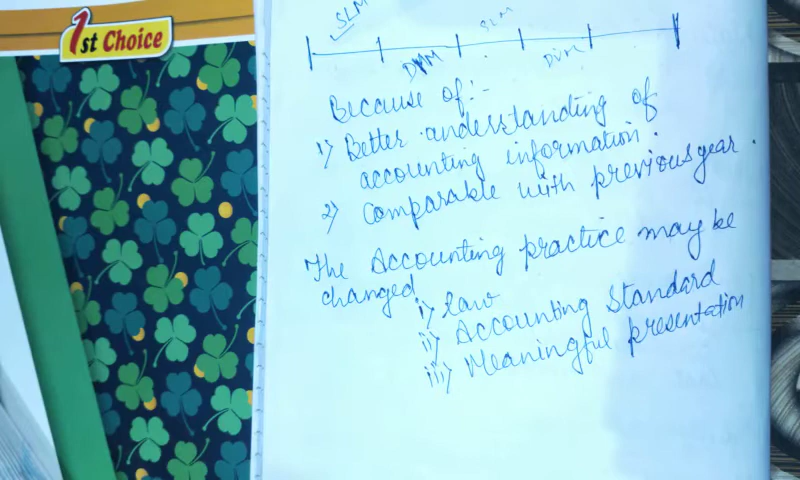 1st Choice
SLM
SLM
DVM
DVM
Because of:-
1) Better understanding of
accounting information.
2) Comparable with previous year.
The Accounting practice may be
changed
i) law
ii) Accounting Standard
iii) Meaningful presentation